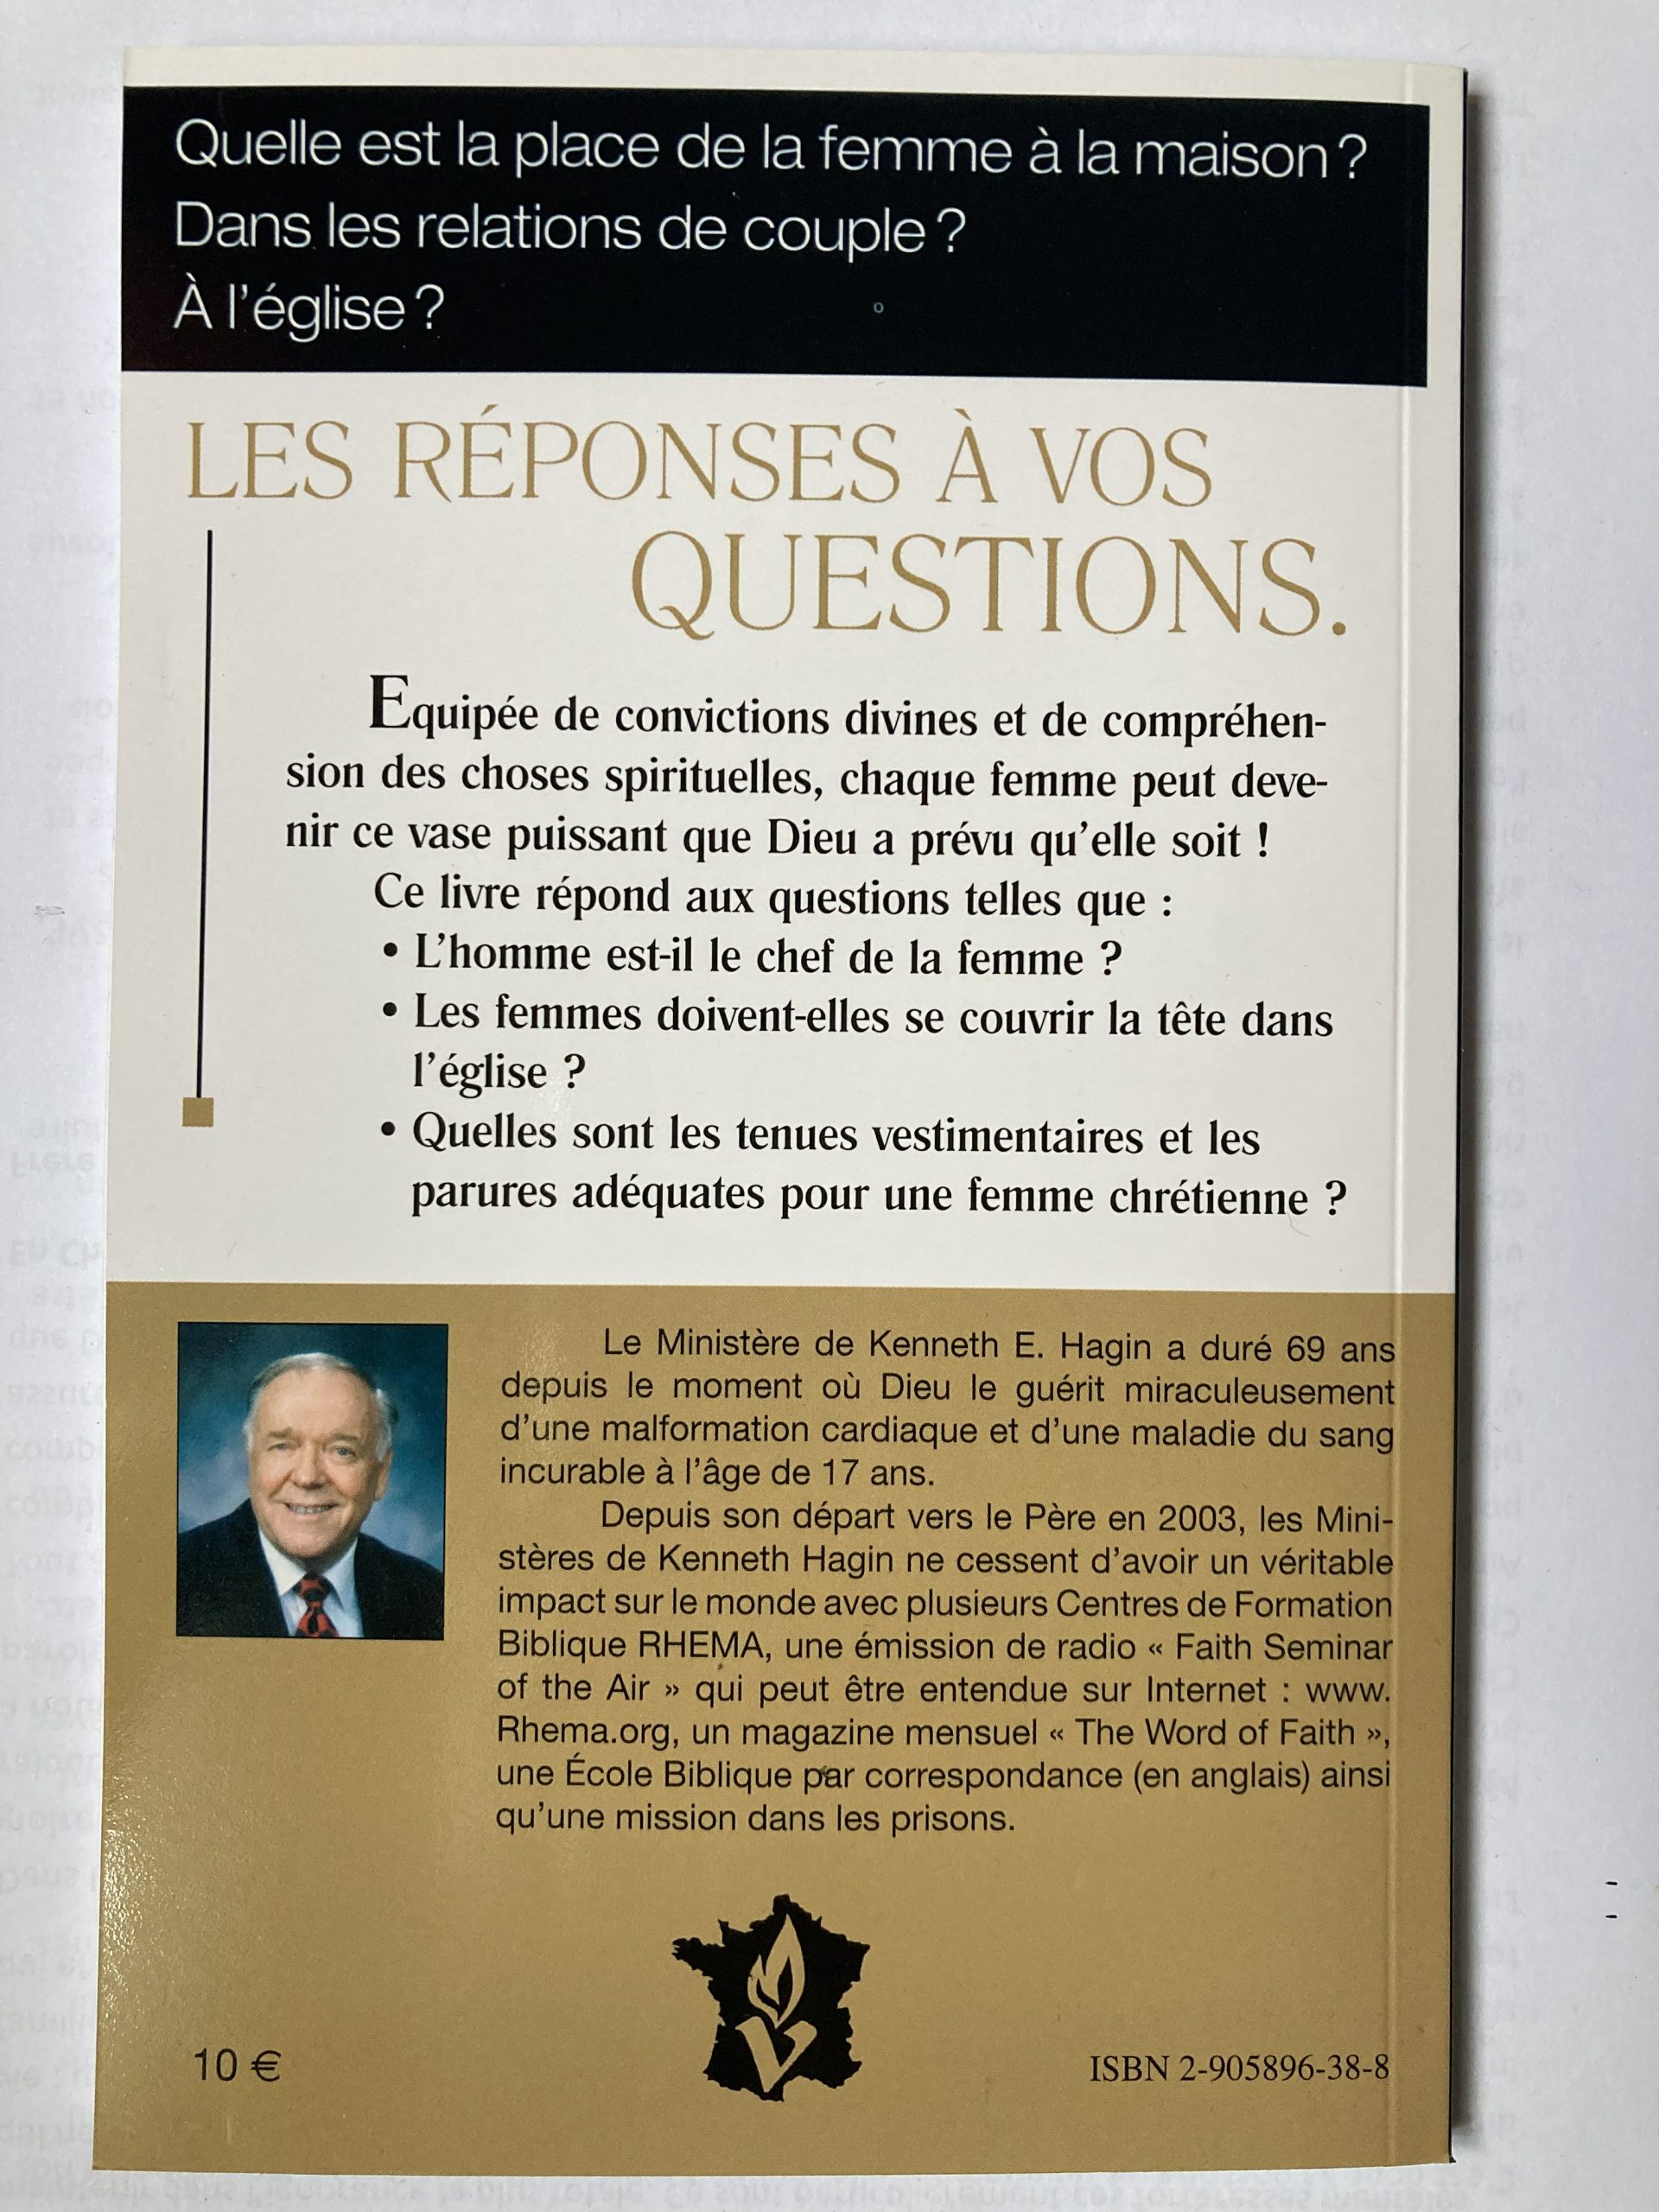 Quelle est la place de la femme à la maison ?
Dans les relations de couple ?
À l'église ?
LES RÉPONSES À VOS
QUESTIONS.
Equipée de convictions divines et de compréhen-
sion des choses spirituelles, chaque femme peut deve-
nir ce vase puissant que Dieu a prévu qu'elle soit !
Ce livre répond aux questions telles que :
• L'homme est-il le chef de la femme ?
• Les femmes doivent-elles se couvrir la tête dans
l'église ?
• Quelles sont les tenues vestimentaires et les
parures adéquates pour une femme chrétienne ?
Le Ministère de Kenneth E. Hagin a duré 69 ans
depuis le moment où Dieu le guérit miraculeusement
d'une malformation cardiaque et d'une maladie du sang
incurable à l'âge de 17 ans.
Depuis son départ vers le Père en 2003, les Mini-
stères de Kenneth Hagin ne cessent d'avoir un véritable
impact sur le monde avec plusieurs Centres de Formation
Biblique RHEMA, une émission de radio « Faith Seminar
of the Air » qui peut être entendue sur Internet : www.
Rhema.org, un magazine mensuel « The Word of Faith »,
une École Biblique par correspondance (en anglais) ainsi
qu'une mission dans les prisons.
10 €
ISBN 2-905896-38-8